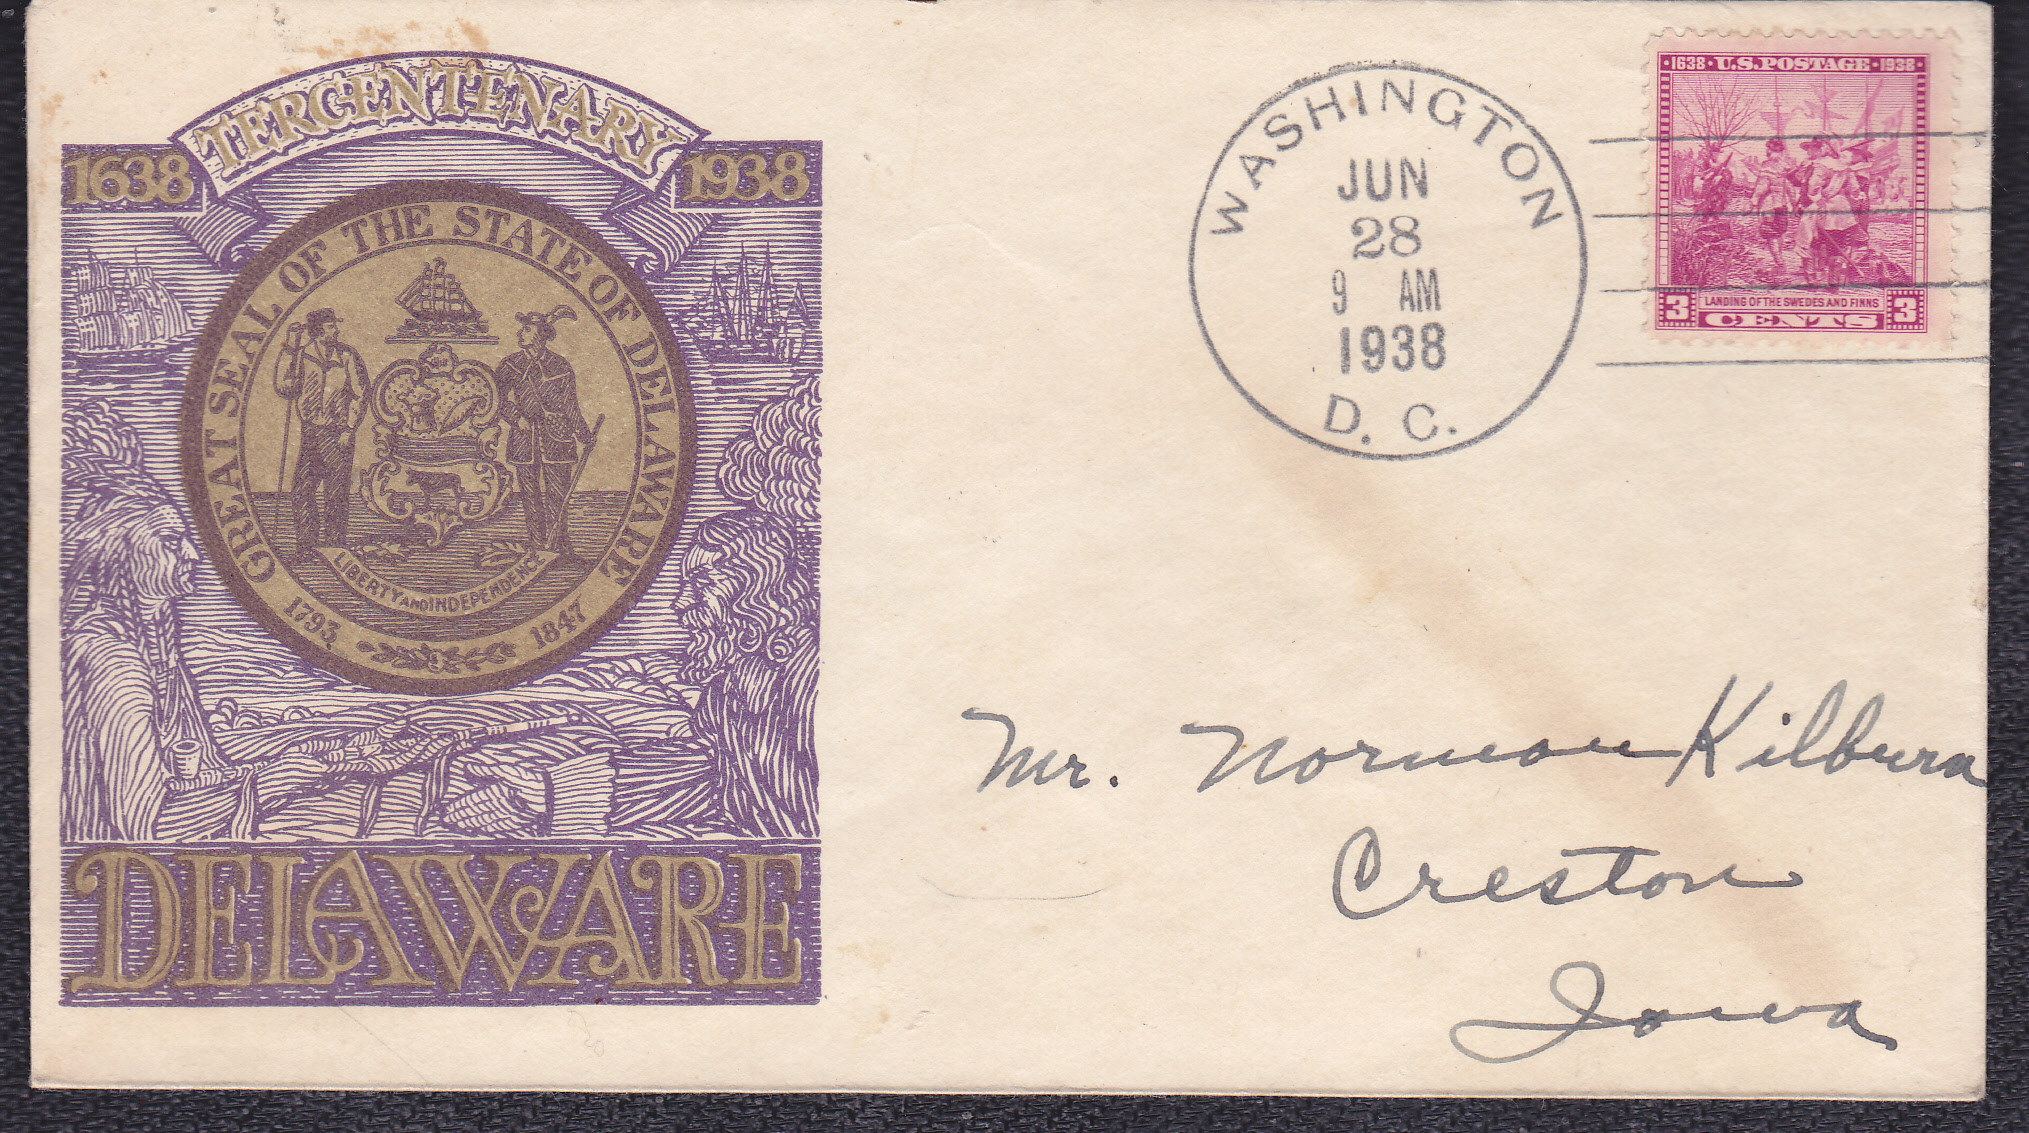 TERCENTENARY
1638 1938
GREAT SEAL OF THE STATE OF DELAWARE
LIBERTY AND INDEPENDENCE
1793 1847
DELAWARE
WASHINGTON
JUN
28
9 AM
1938
D. C.
·1638·U.S.POSTAGE·1938·
LANDING OF THE SWEDES AND FINNS
3 CENTS 3
Mr. Norman Kilburn
Creston
Iowa